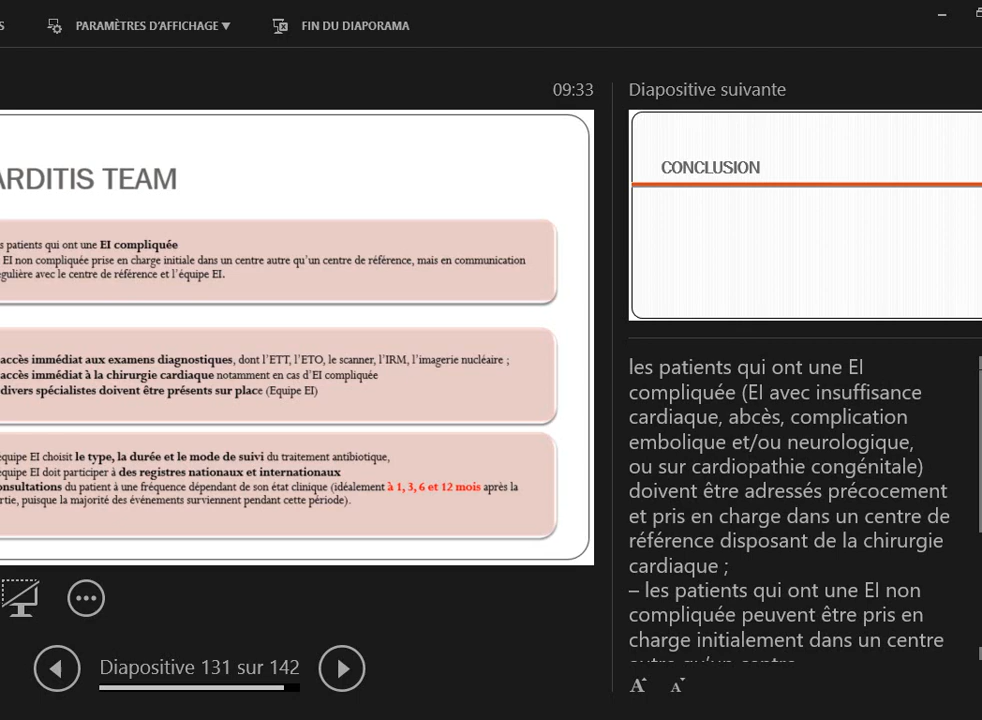 S
PARAMÈTRES D'AFFICHAGE ▼
FIN DU DIAPORAMA
09:33
Diapositive suivante
ARDITIS TEAM
s patients qui ont une EI compliquée
EI non compliquée prise en charge initiale dans un centre autre qu'un centre de référence, mais en communication
gulière avec le centre de référence et l'équipe EI.
accès immédiat aux examens diagnostiques, dont l'ETT, l'ETO, le scanner, l'IRM, l'imagerie nucléaire ;
accès immédiat à la chirurgie cardiaque notamment en cas d'EI compliquée
divers spécialistes doivent être présents sur place (Equipe EI)
quipe EI choisit le type, la durée et le mode de suivi du traitement antibiotique,
quipe EI doit participer à des registres nationaux et internationaux
onsultations du patient à une fréquence dépendant de son état clinique (idéalement à 1, 3, 6 et 12 mois après la
rtie, puisque la majorité des événements surviennent pendant cette période).
Diapositive 131 sur 142
CONCLUSION
les patients qui ont une EI
compliquée (EI avec insuffisance
cardiaque, abcès, complication
embolique et/ou neurologique,
ou sur cardiopathie congénitale)
doivent être adressés précocement
et pris en charge dans un centre de
référence disposant de la chirurgie
cardiaque ;
– les patients qui ont une EI non
compliquée peuvent être pris en
charge initialement dans un centre
A A